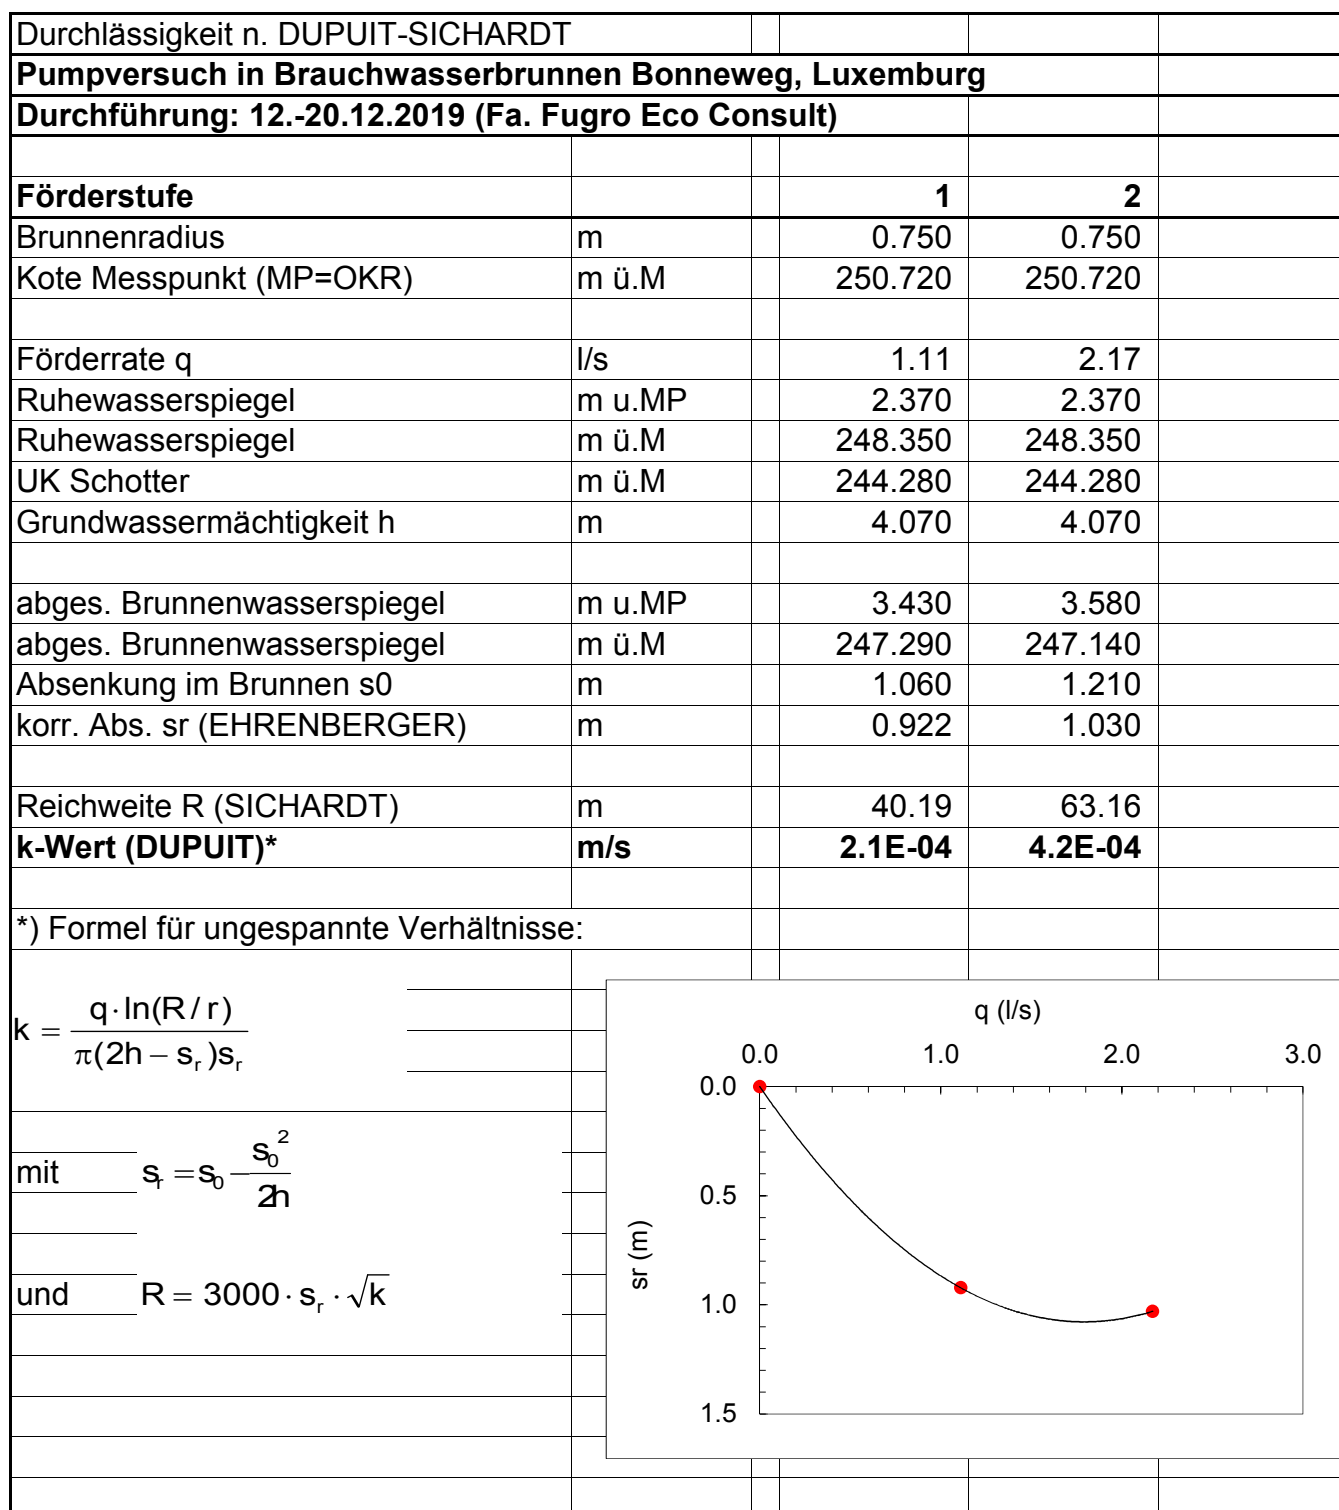 Durchlässigkeit n. DUPUIT-SICHARDT
Pumpversuch in Brauchwasserbrunnen Bonneweg, Luxemburg
Durchführung: 12.-20.12.2019 (Fa. Fugro Eco Consult)
Förderstufe 1 2
Brunnenradius m 0.750 0.750
Kote Messpunkt (MP=OKR) m ü.M 250.720 250.720
Förderrate q l/s 1.11 2.17
Ruhewasserspiegel m u.MP 2.370 2.370
Ruhewasserspiegel m ü.M 248.350 248.350
UK Schotter m ü.M 244.280 244.280
Grundwassermächtigkeit h m 4.070 4.070
abges. Brunnenwasserspiegel m u.MP 3.430 3.580
abges. Brunnenwasserspiegel m ü.M 247.290 247.140
Absenkung im Brunnen s0 m 1.060 1.210
korr. Abs. sr (EHRENBERGER) m 0.922 1.030
Reichweite R (SICHARDT) m 40.19 63.16
k-Wert (DUPUIT)* m/s 2.1E-04 4.2E-04
*) Formel für ungespannte Verhältnisse:
k = q·ln(R/r) / π(2h − sᵣ)sᵣ
mit sᵣ = s₀ − s₀² / 2h
und R = 3000 · sᵣ · √k
q (l/s)
0.0 1.0 2.0 3.0
0.0
0.5
sr (m)
1.0
1.5